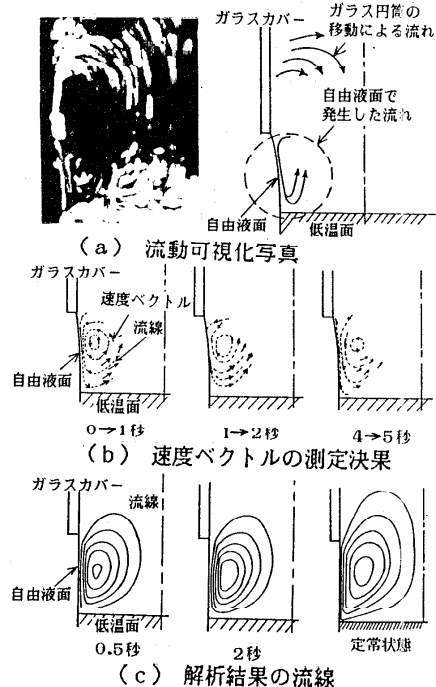 ガラスカバー
ガラス円筒の
移動による流れ
自由液面で
発生した流れ
自由液面
低温面
(a) 流動可視化写真
ガラスカバー
速度ベクトル
流線
自由液面
低温面
0→1秒
1→2秒
4→5秒
(b) 速度ベクトルの測定決果
ガラスカバー
流線
自由液面
低温面
0.5秒
2秒
定常状態
(c) 解析結果の流線